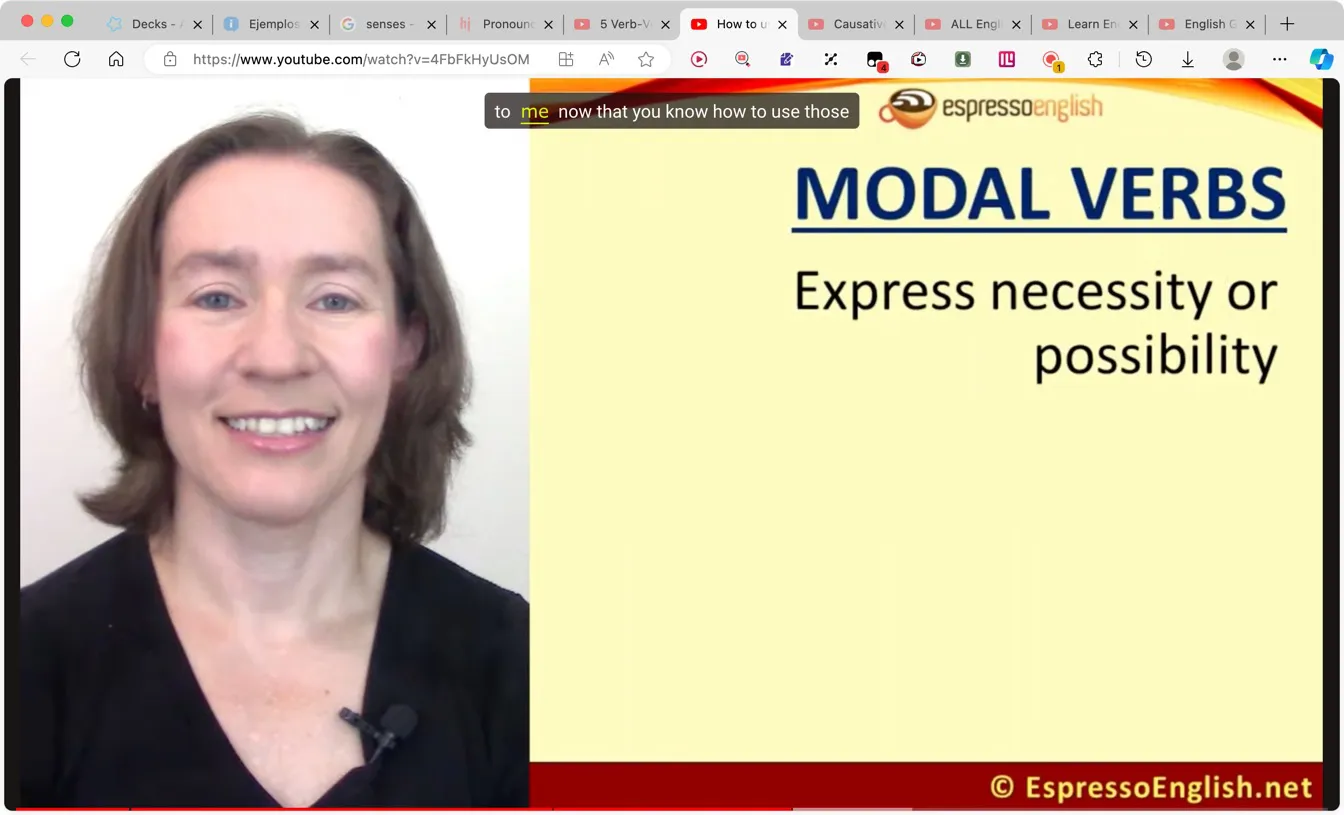 Decks -
Ejemplos
senses -
Pronounc
5 Verb-V
How to u
Causativ
ALL Engl
Learn En
English G
https://www.youtube.com/watch?v=4FbFkHyUsOM
4
1
to me now that you know how to use those
espressoenglish
MODAL VERBS
Express necessity or
possibility
© EspressoEnglish.net